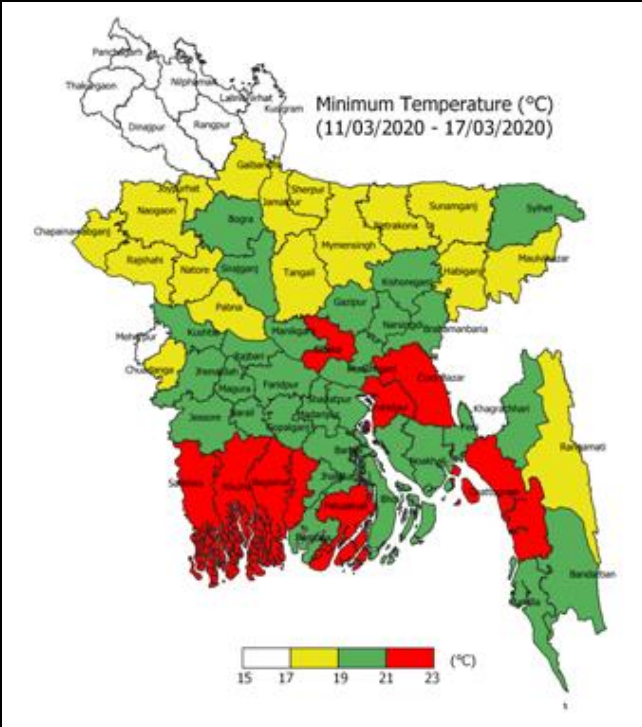 Panchagarh
Thakurgaon
Nilphamari
Lalmonirhat
Kurigram
Dinajpur
Rangpur
Minimum Temperature (°C)
(11/03/2020 - 17/03/2020)
Gaibandha
Joypurhat
Sherpur
Jamalpur
Naogaon
Netrakona
Sunamganj
Sylhet
Bogra
Chapainawabganj
Mymensingh
Rajshahi
Natore
Sirajganj
Tangail
Habiganj
Maulvibazar
Kishoreganj
Pabna
Gazipur
Narsingdi
Brahmanbaria
Meherpur
Kushtia
Manikganj
Dhaka
Chuadanga
Rajbari
Jhenaidah
Faridpur
Magura
Khagrachhari
Shariatpur
Madaripur
Jessore
Narail
Gopalganj
Feni
Rangamati
Noakhali
Satkhira
Khulna
Patuakhali
Barguna
Bandarban
15 17 19 21 23 (°C)